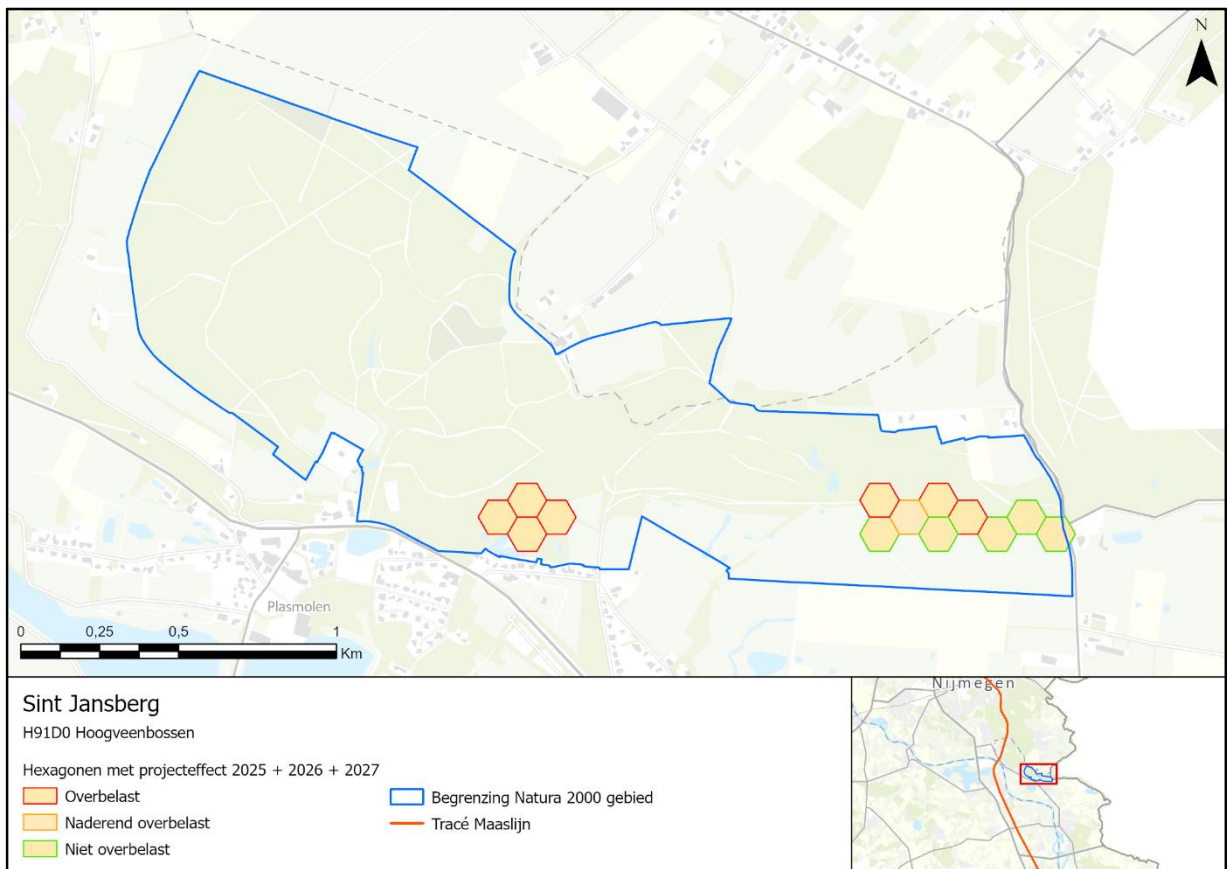 N
Plasmolen
0 0,25 0,5 1
Km
Sint Jansberg
H91D0 Hoogveenbossen
Hexagonen met projecteffect 2025 + 2026 + 2027
Overbelast
Naderend overbelast
Niet overbelast
Begrenzing Natura 2000 gebied
Tracé Maaslijn
Nijmegen